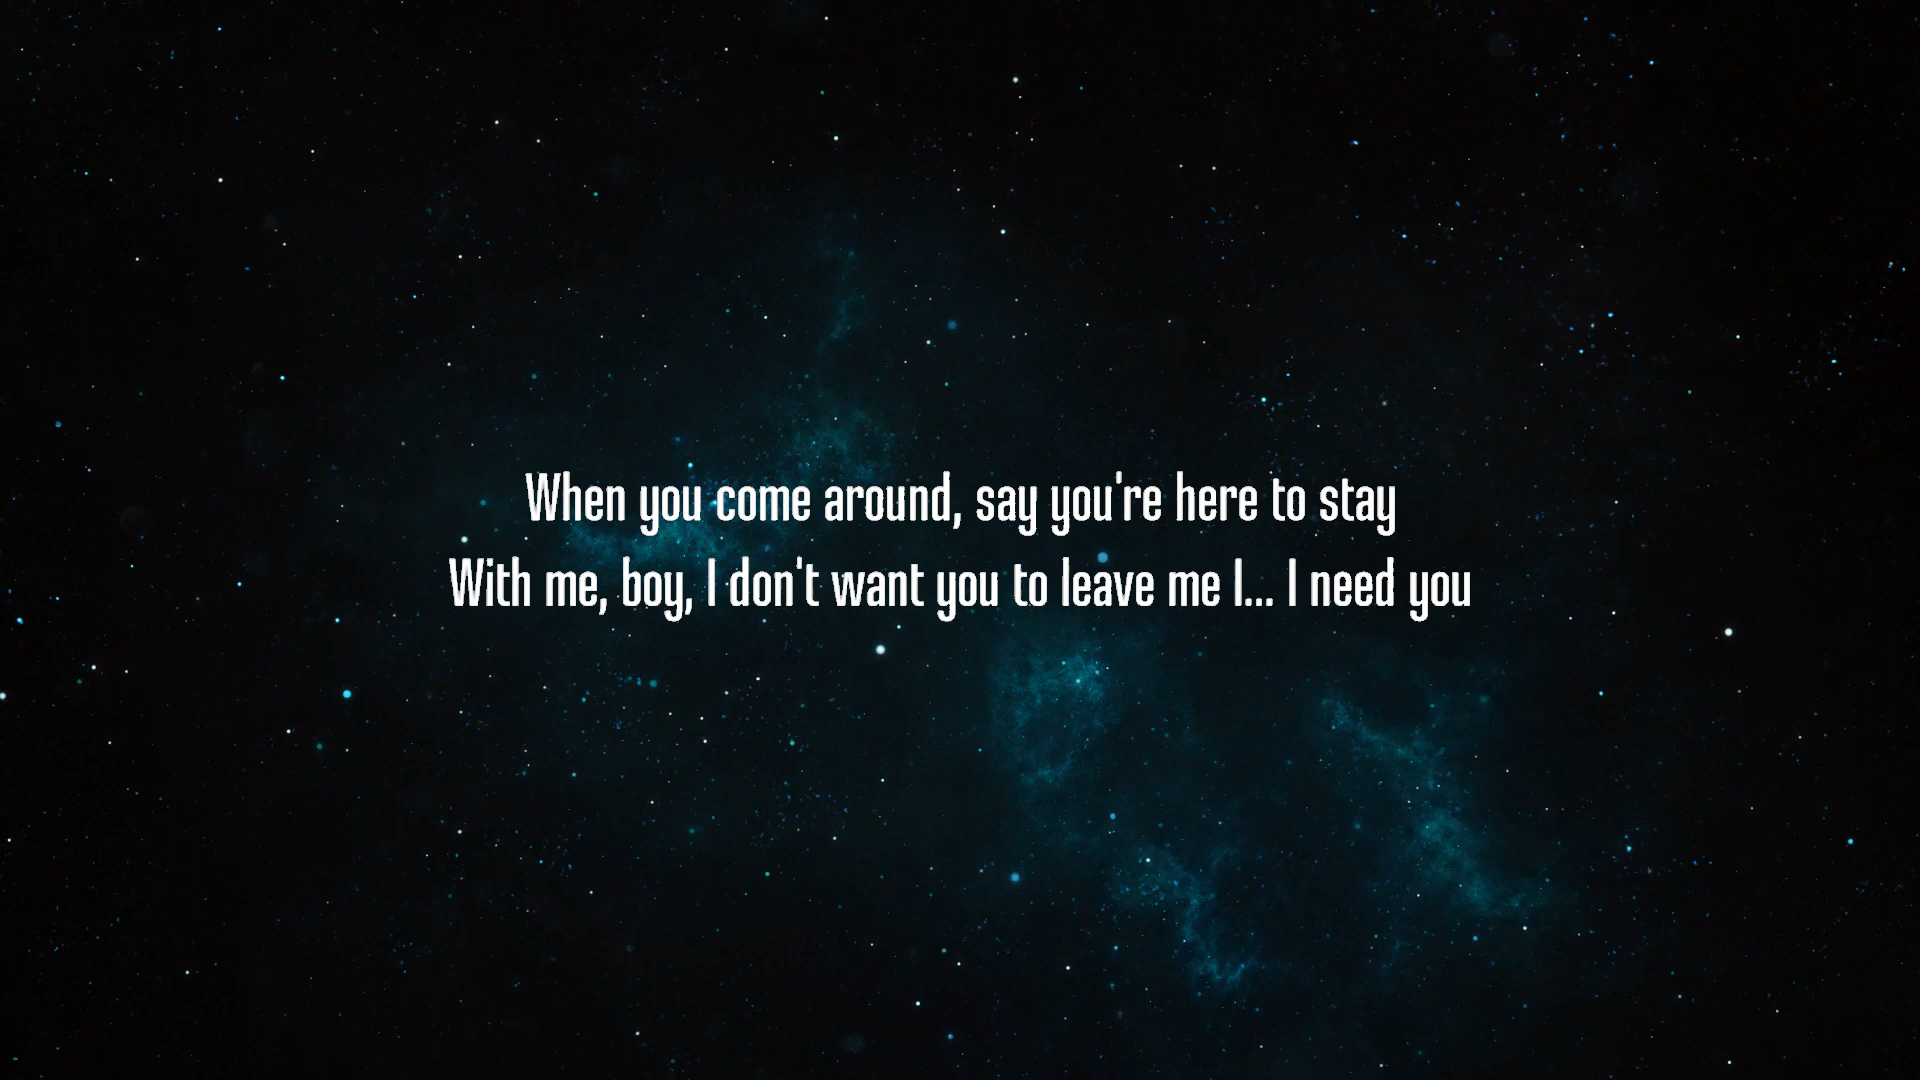 When you come around, say you're here to stay
With me, boy, I don't want you to leave me I... I need you